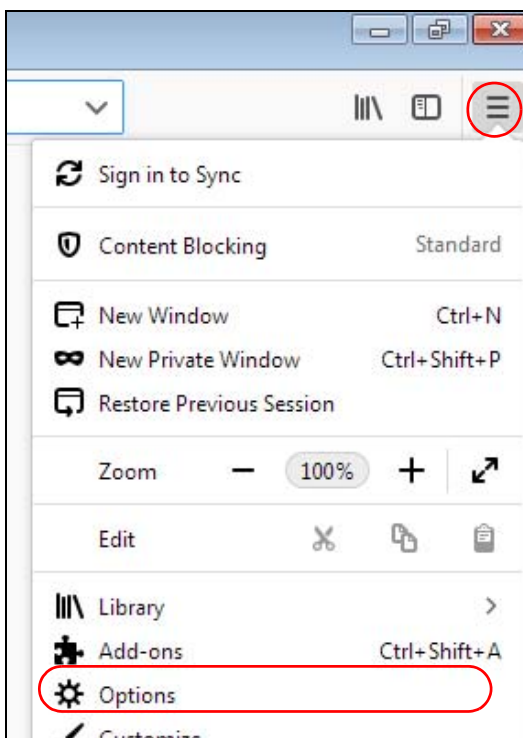 Sign in to Sync
Content Blocking Standard
New Window Ctrl+N
New Private Window Ctrl+Shift+P
Restore Previous Session
Zoom 100%
Edit
Library
Add-ons Ctrl+Shift+A
Options
Customize